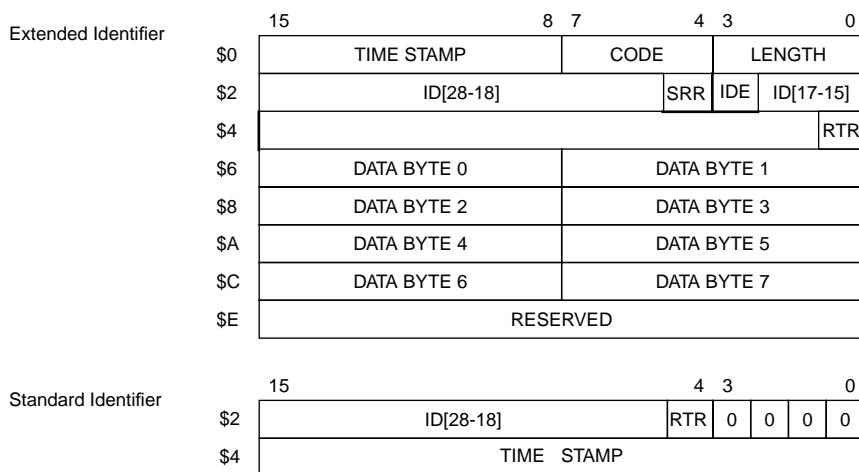 Extended Identifier
15 8 7 4 3 0
$0 TIME STAMP CODE LENGTH
$2 ID[28-18] SRR IDE ID[17-15]
$4 RTR
$6 DATA BYTE 0 DATA BYTE 1
$8 DATA BYTE 2 DATA BYTE 3
$A DATA BYTE 4 DATA BYTE 5
$C DATA BYTE 6 DATA BYTE 7
$E RESERVED
Standard Identifier
15 4 3 0
$2 ID[28-18] RTR 0 0 0 0
$4 TIME STAMP